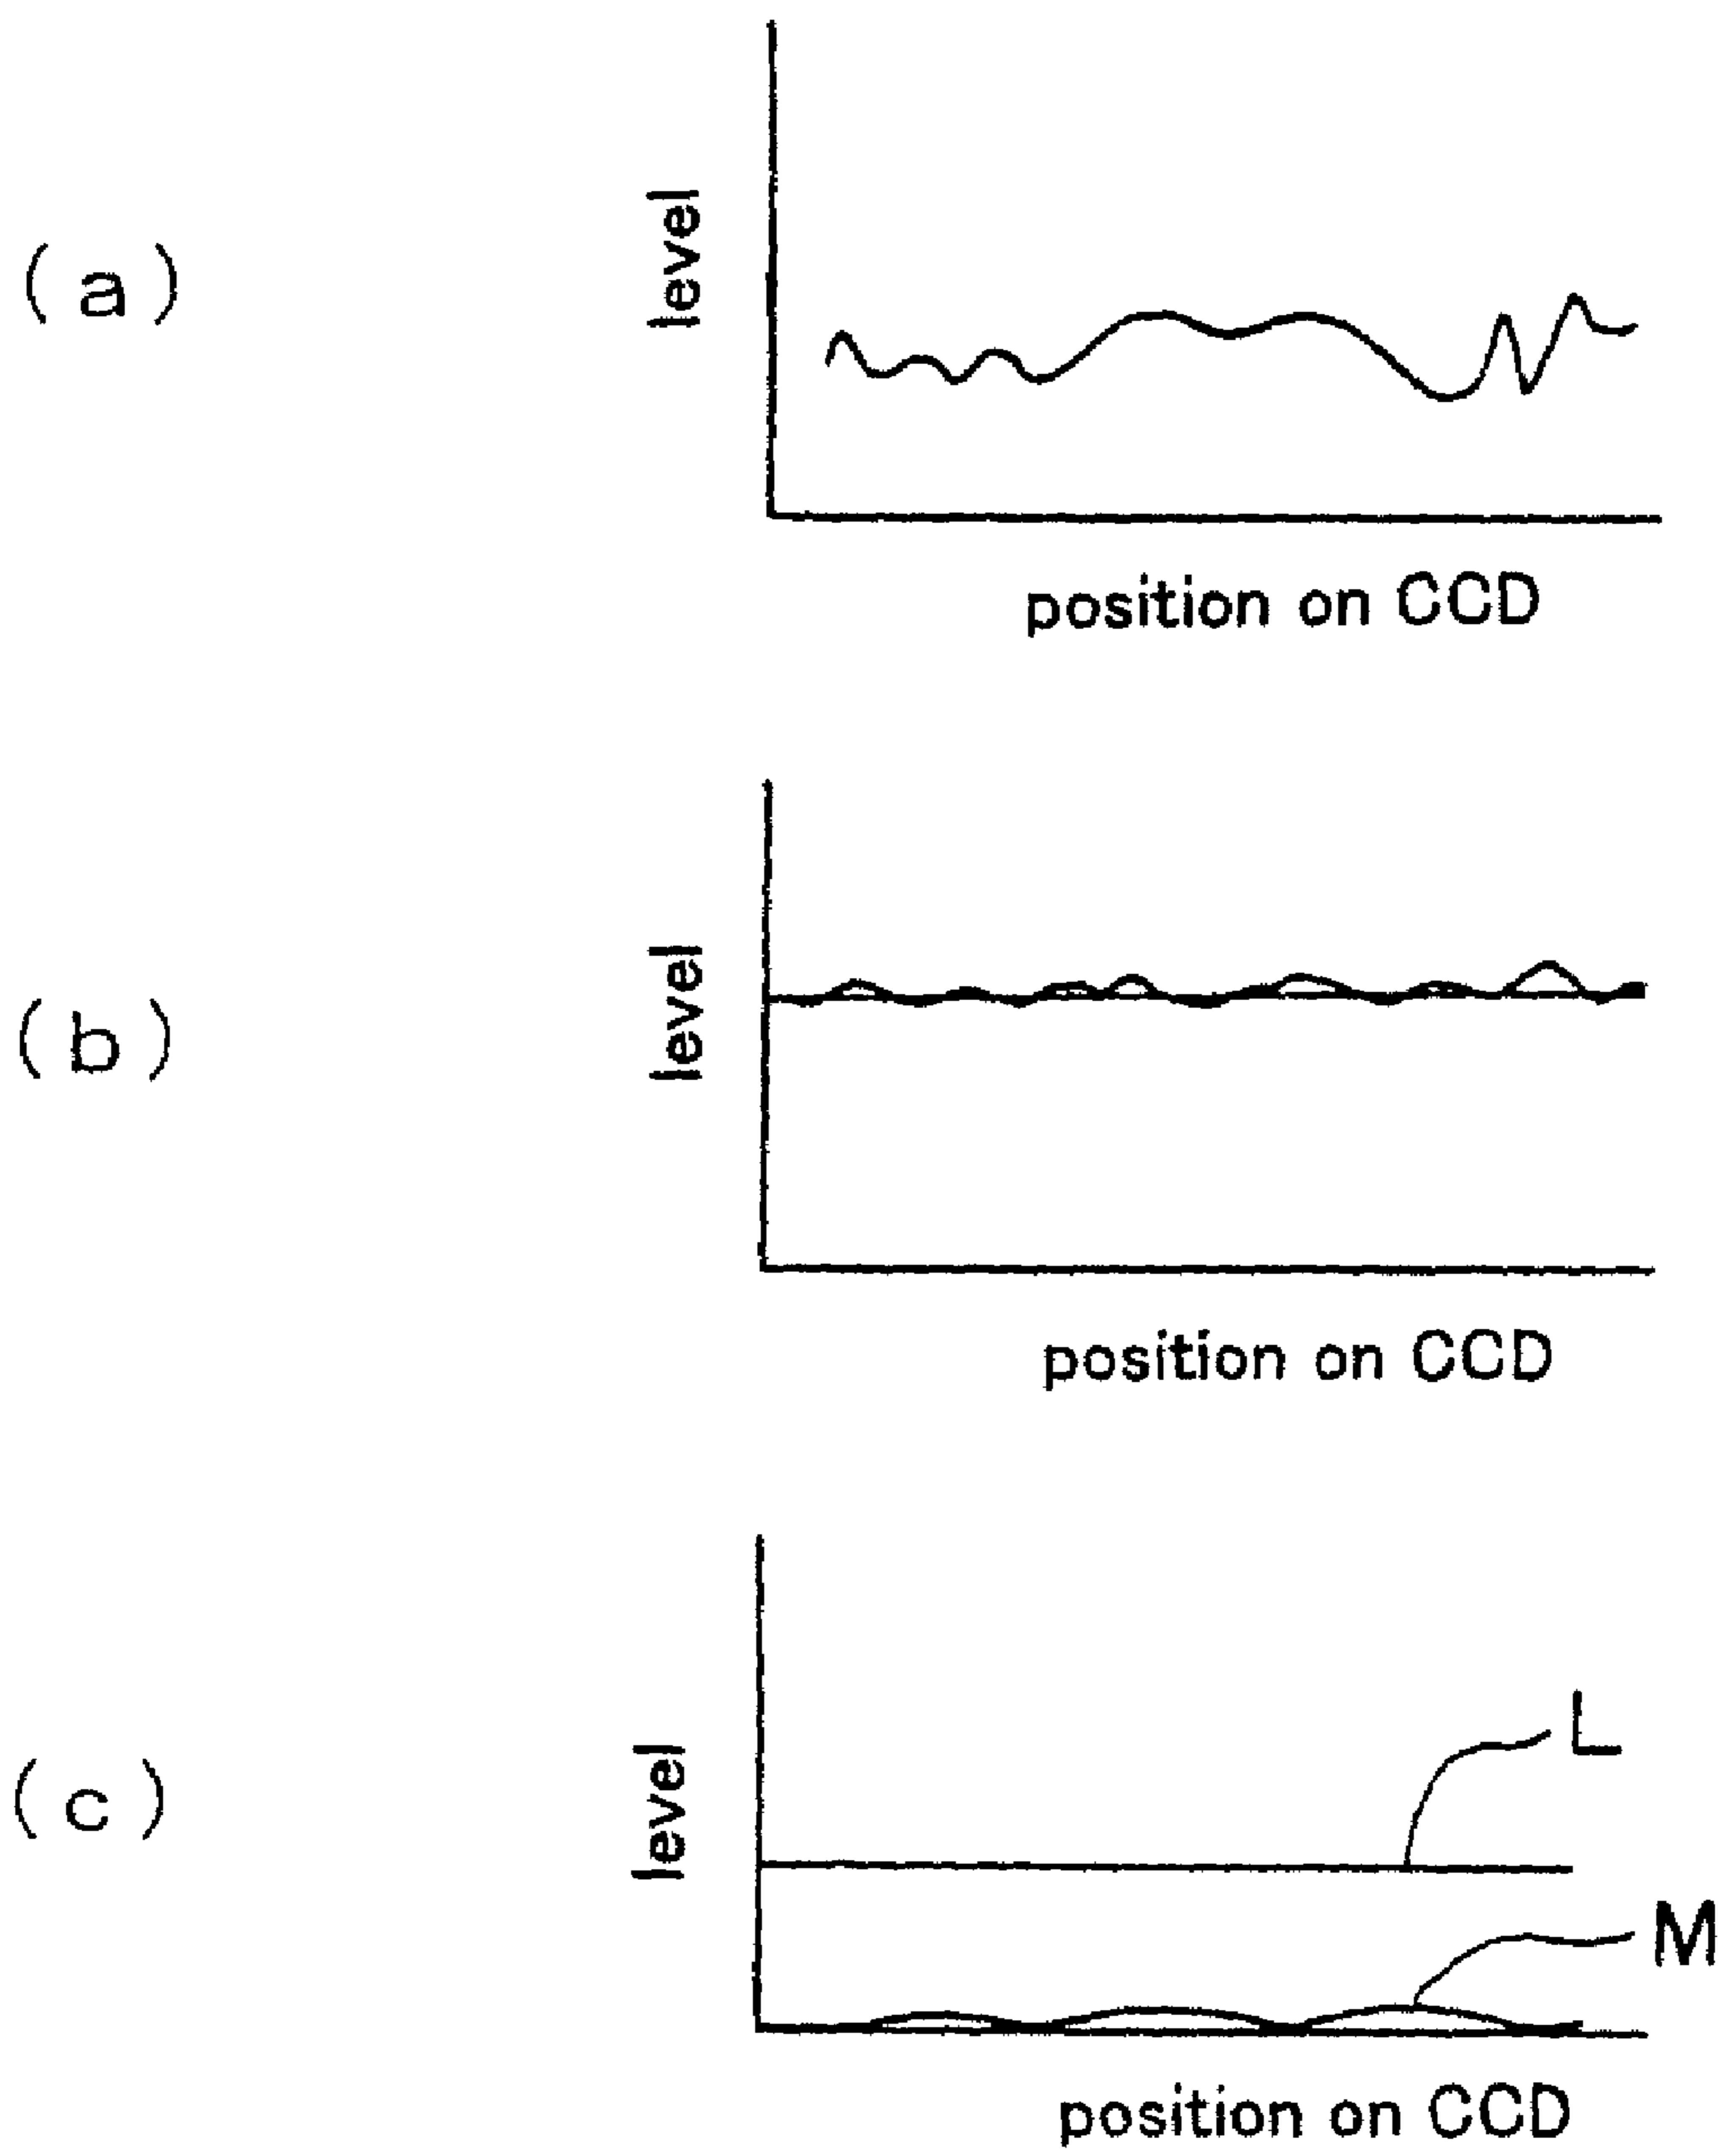 (a)
level
position on CCD
(b)
level
position on CCD
(c)
level
L
M
position on CCD